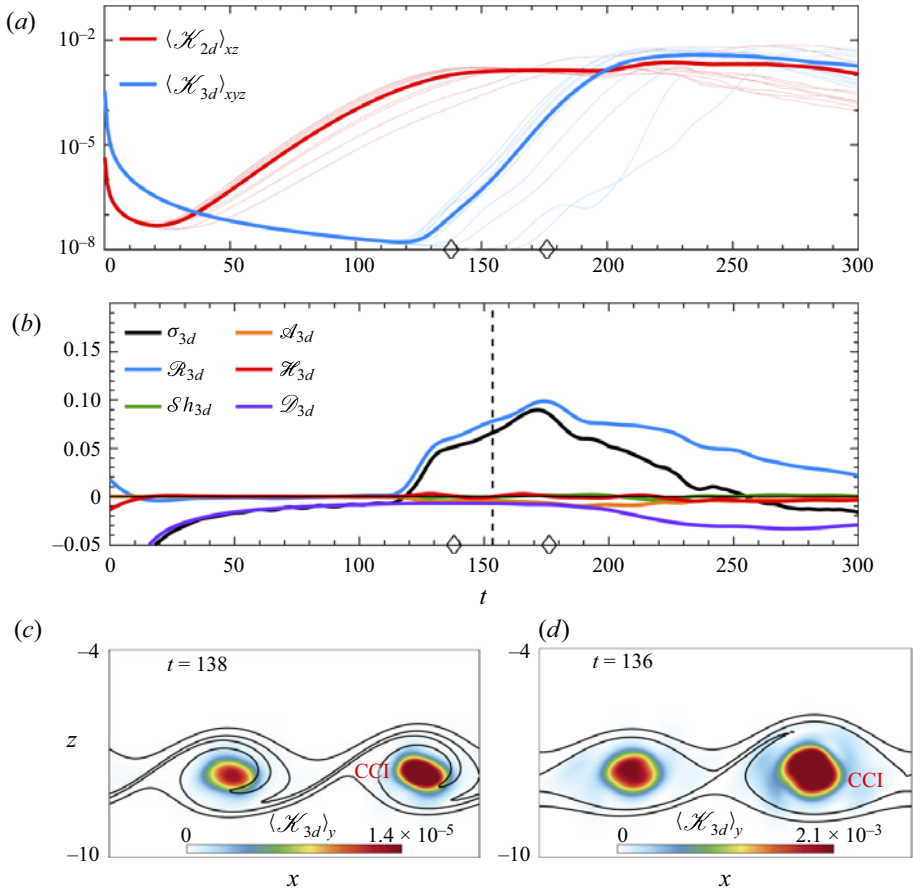 (a)
10⁻²
10⁻⁵
10⁻⁸
⟨𝒦₂d⟩xz
⟨𝒦₃d⟩xyz
0 50 100 150 200 250 300
(b)
0.15
0.10
0.05
0
–0.05
σ₃d 𝒜₃d
ℛ₃d ℋ₃d
𝒮h₃d 𝒟₃d
0 50 100 150 200 250 300
t
(c)
–4
z
–10
t = 138
CCI
⟨𝒦₃d⟩y
0 1.4 × 10⁻⁵
x
(d)
–4
–10
t = 136
CCI
⟨𝒦₃d⟩y
0 2.1 × 10⁻³
x